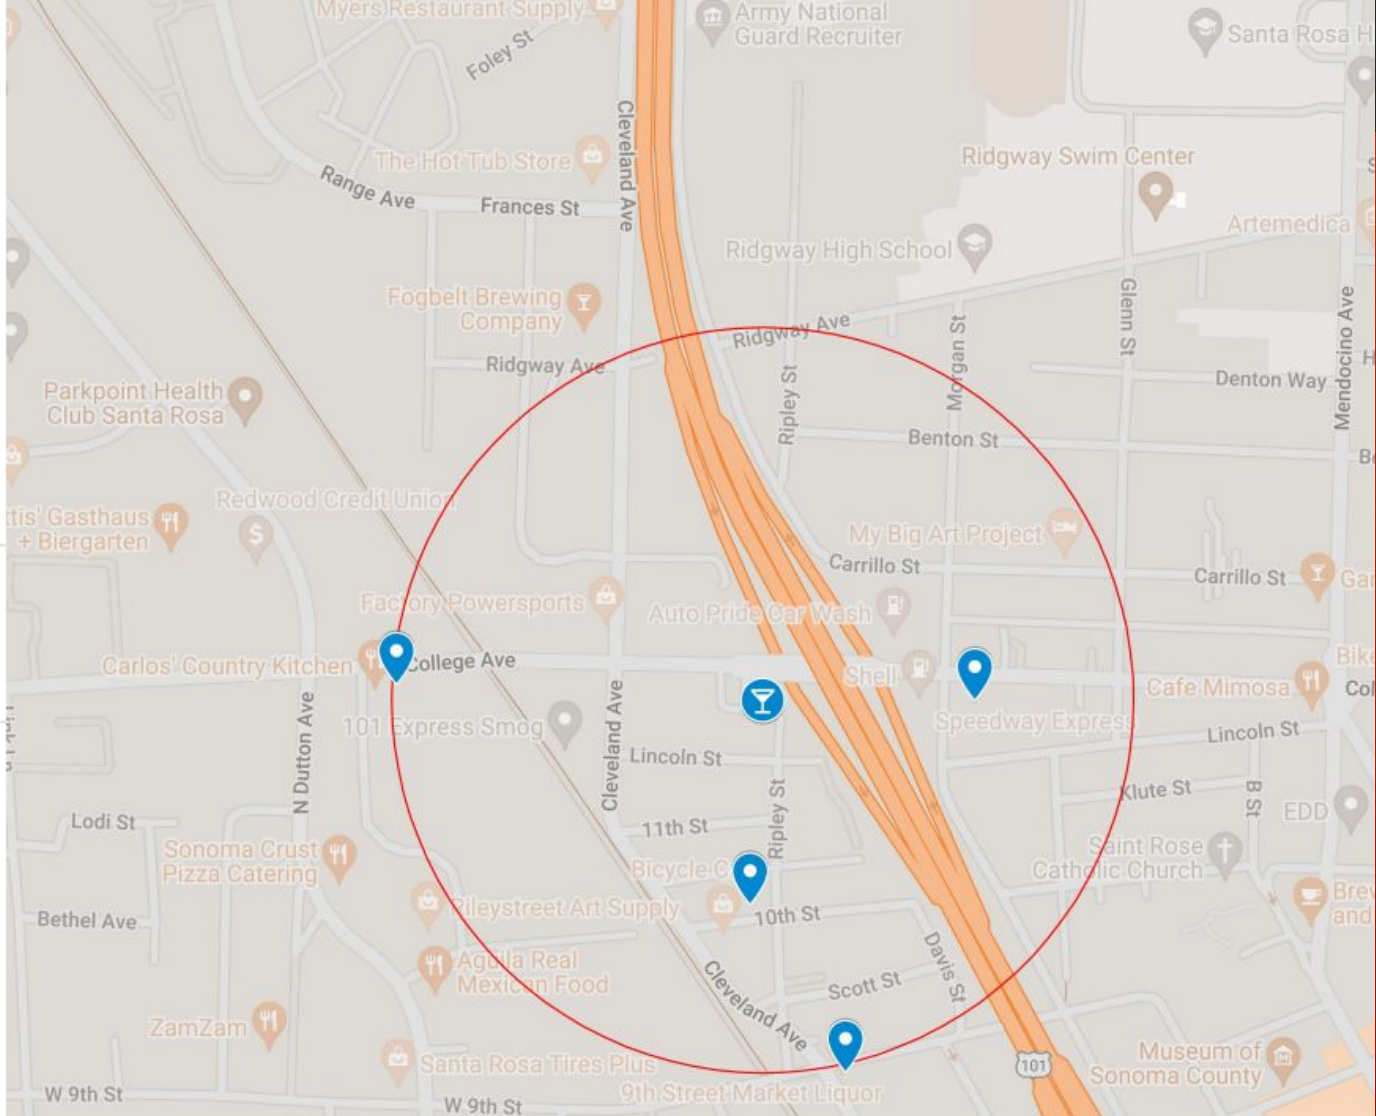 Myers Restaurant Supply
Army National
Guard Recruiter
Santa Rosa H
Foley St
Cleveland Ave
The Hot Tub Store
Ridgway Swim Center
Range Ave
Frances St
Artemedica
Ridgway High School
Fogbelt Brewing
Company
Glenn St
Mendocino Ave
Ridgway Ave
Ridgway Ave
Morgan St
H
Denton Way
Parkpoint Health
Club Santa Rosa
Ripley St
Benton St
Be
Redwood Credit Union
ttis' Gasthaus
+ Biergarten
My Big Art Project
Carrillo St
Carrillo St
Gar
Factory Powersports
Auto Pride Car Wash
Carlos' Country Kitchen
College Ave
Shell
Bike
Cafe Mimosa
Col
101 Express Smog
Speedway Express
N Dutton Ave
Cleveland Ave
Lincoln St
Lincoln St
Klute St
B St
EDD
Lodi St
11th St
Ripley St
Sonoma Crust
Pizza Catering
Bicycle C
Saint Rose
Catholic Church
Rileystreet Art Supply
10th St
Brew
and
Bethel Ave
Aguila Real
Mexican Food
Davis St
Cleveland Ave
Scott St
ZamZam
Santa Rosa Tires Plus
101
Museum of
Sonoma County
9th Street Market Liquor
W 9th St
W 9th St